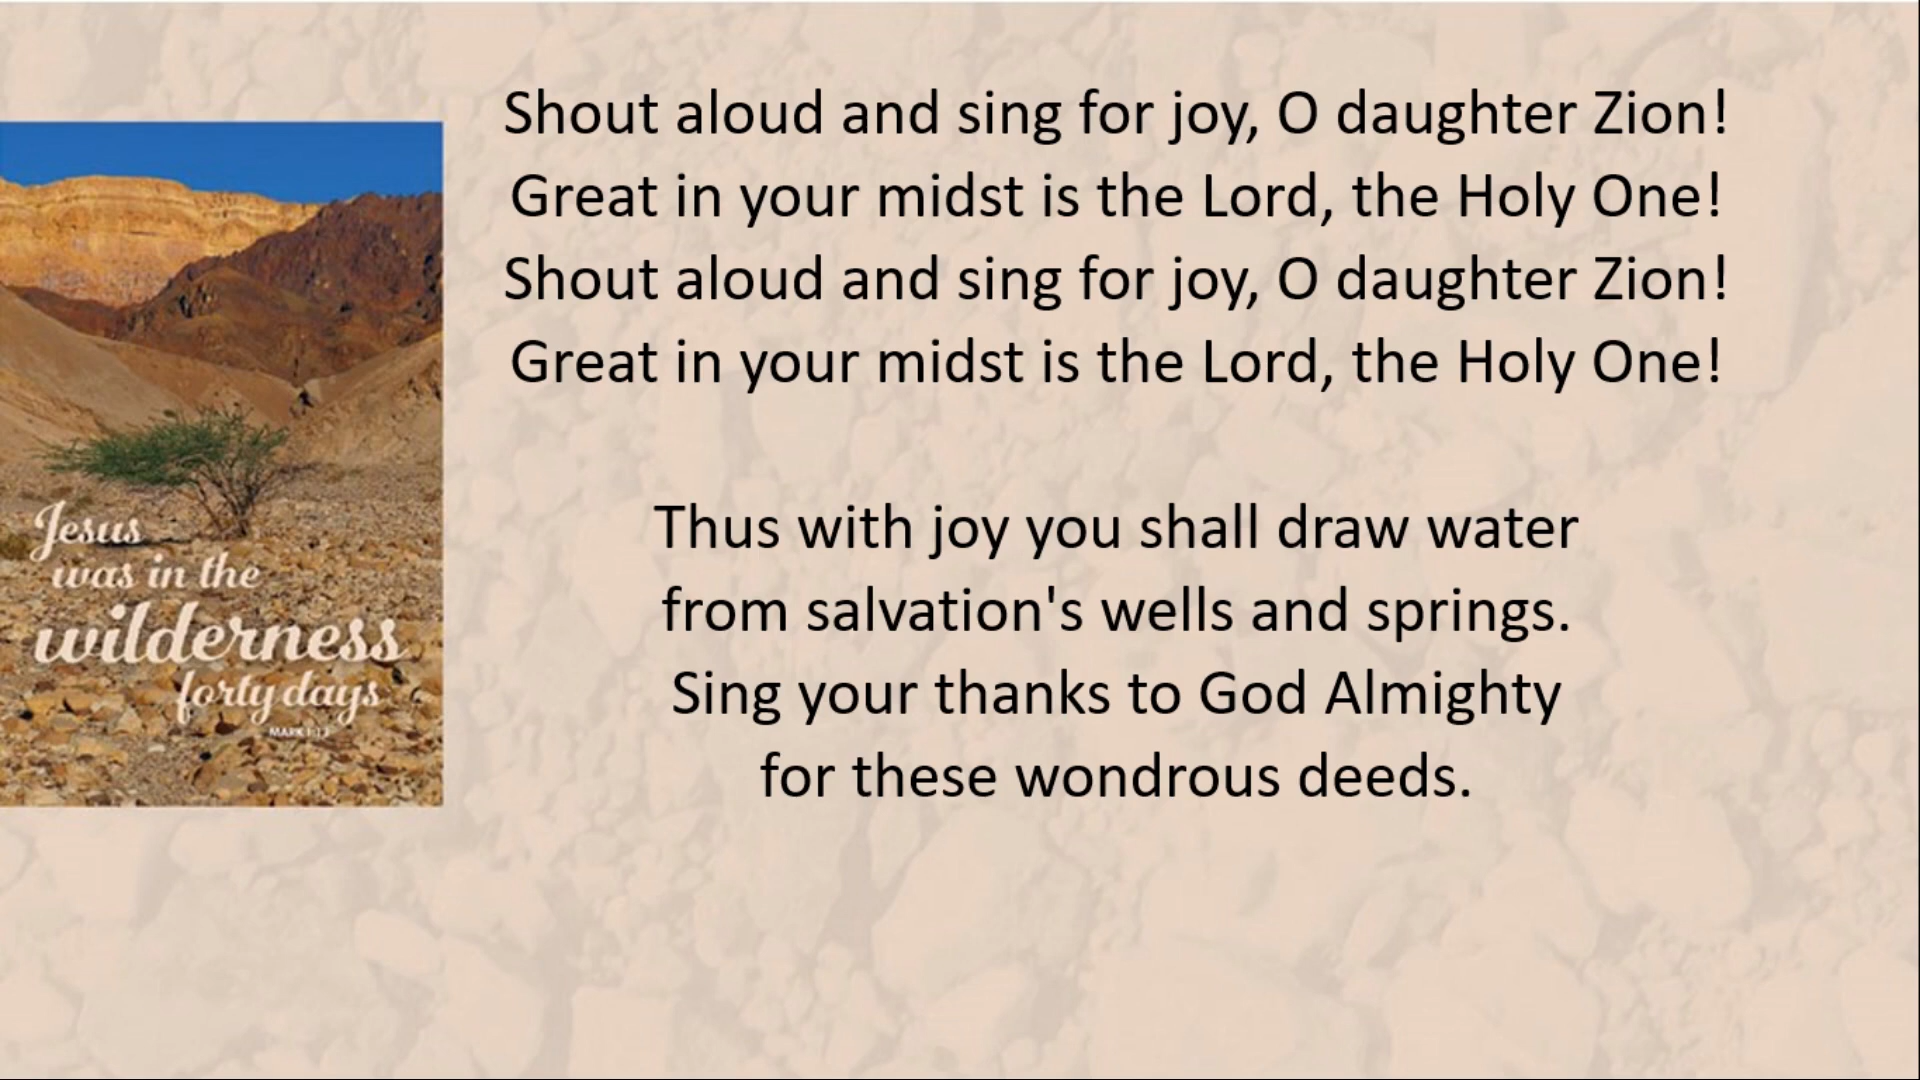 Shout aloud and sing for joy, O daughter Zion!
Great in your midst is the Lord, the Holy One!
Shout aloud and sing for joy, O daughter Zion!
Great in your midst is the Lord, the Holy One!
Thus with joy you shall draw water
from salvation's wells and springs.
Sing your thanks to God Almighty
for these wondrous deeds.
Jesus
was in the
wilderness
forty days
MARK 1:13